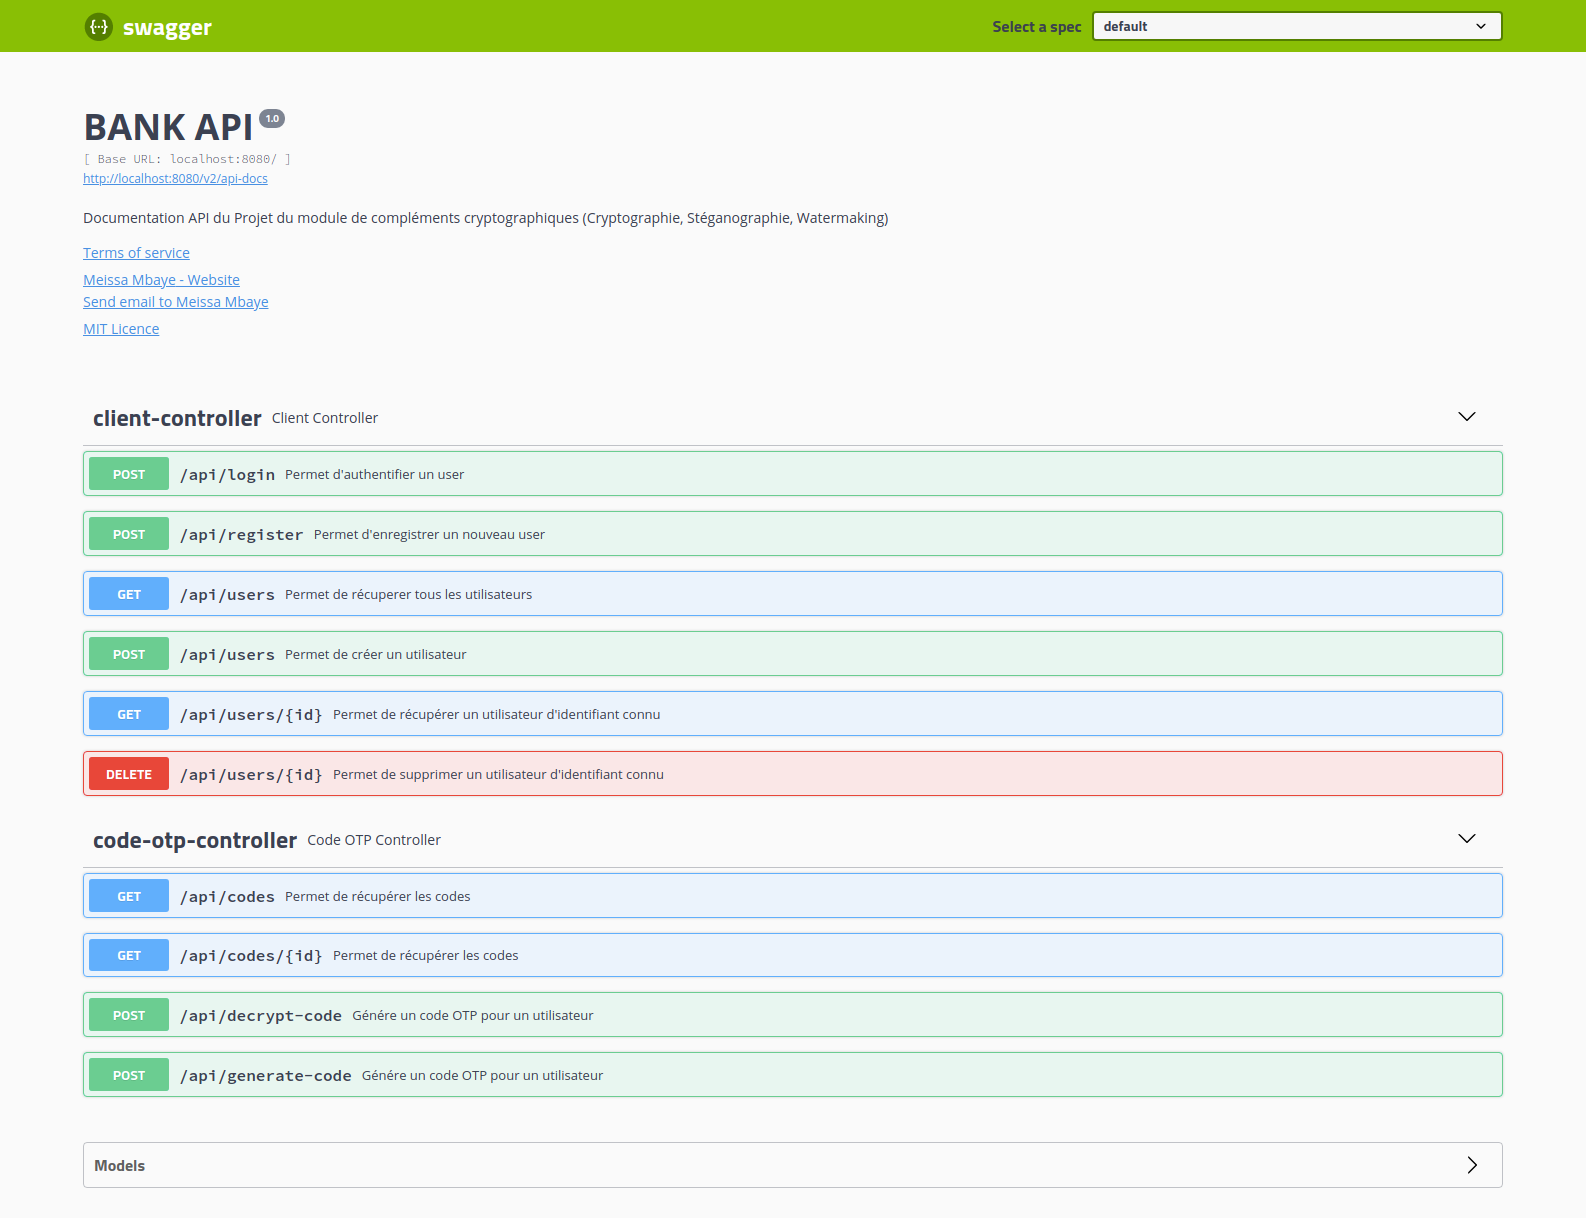 swagger
Select a spec default
BANK API 1.0
[ Base URL: localhost:8080/ ]
http://localhost:8080/v2/api-docs
Documentation API du Projet du module de compléments cryptographiques (Cryptographie, Stéganographie, Watermaking)
Terms of service
Meissa Mbaye - Website
Send email to Meissa Mbaye
MIT Licence
client-controller Client Controller
POST /api/login Permet d'authentifier un user
POST /api/register Permet d'enregistrer un nouveau user
GET /api/users Permet de récuperer tous les utilisateurs
POST /api/users Permet de créer un utilisateur
GET /api/users/{id} Permet de récupérer un utilisateur d'identifiant connu
DELETE /api/users/{id} Permet de supprimer un utilisateur d'identifiant connu
code-otp-controller Code OTP Controller
GET /api/codes Permet de récupérer les codes
GET /api/codes/{id} Permet de récupérer les codes
POST /api/decrypt-code Génére un code OTP pour un utilisateur
POST /api/generate-code Génére un code OTP pour un utilisateur
Models